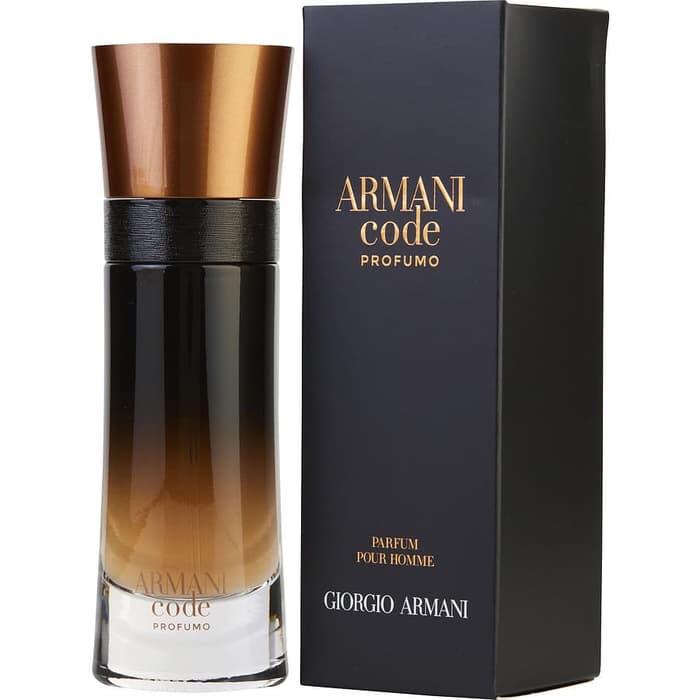 ARMANI
code
PROFUMO
PARFUM
POUR HOMME
GIORGIO ARMANI
ARMANI
code
PROFUMO